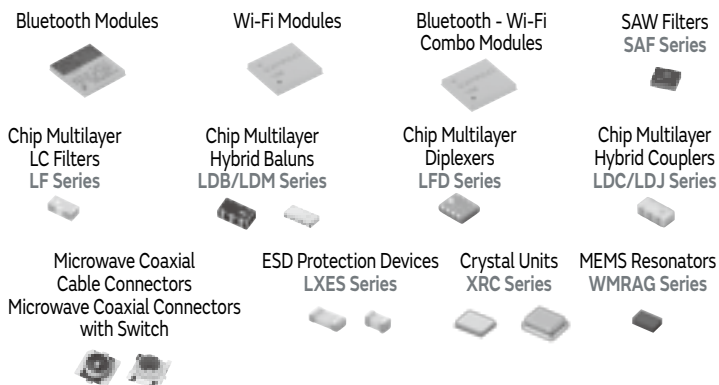 Bluetooth Modules
Wi-Fi Modules
Bluetooth - Wi-Fi
Combo Modules
SAW Filters
SAF Series
Chip Multilayer
LC Filters
LF Series
Chip Multilayer
Hybrid Baluns
LDB/LDM Series
Chip Multilayer
Diplexers
LFD Series
Chip Multilayer
Hybrid Couplers
LDC/LDJ Series
Microwave Coaxial
Cable Connectors
Microwave Coaxial Connectors
with Switch
ESD Protection Devices
LXES Series
Crystal Units
XRC Series
MEMS Resonators
WMRAG Series